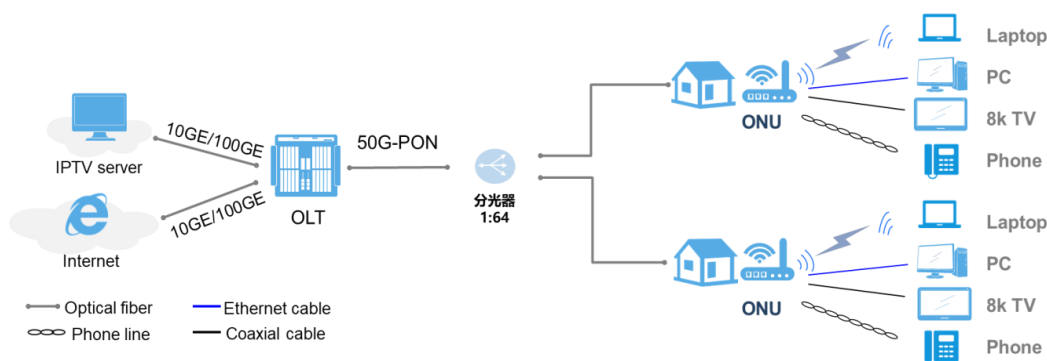 IPTV server
10GE/100GE
Internet
10GE/100GE
OLT
50G-PON
分光器
1:64
ONU
Laptop
PC
8k TV
Phone
ONU
Laptop
PC
8k TV
Phone
Optical fiber
Ethernet cable
Phone line
Coaxial cable